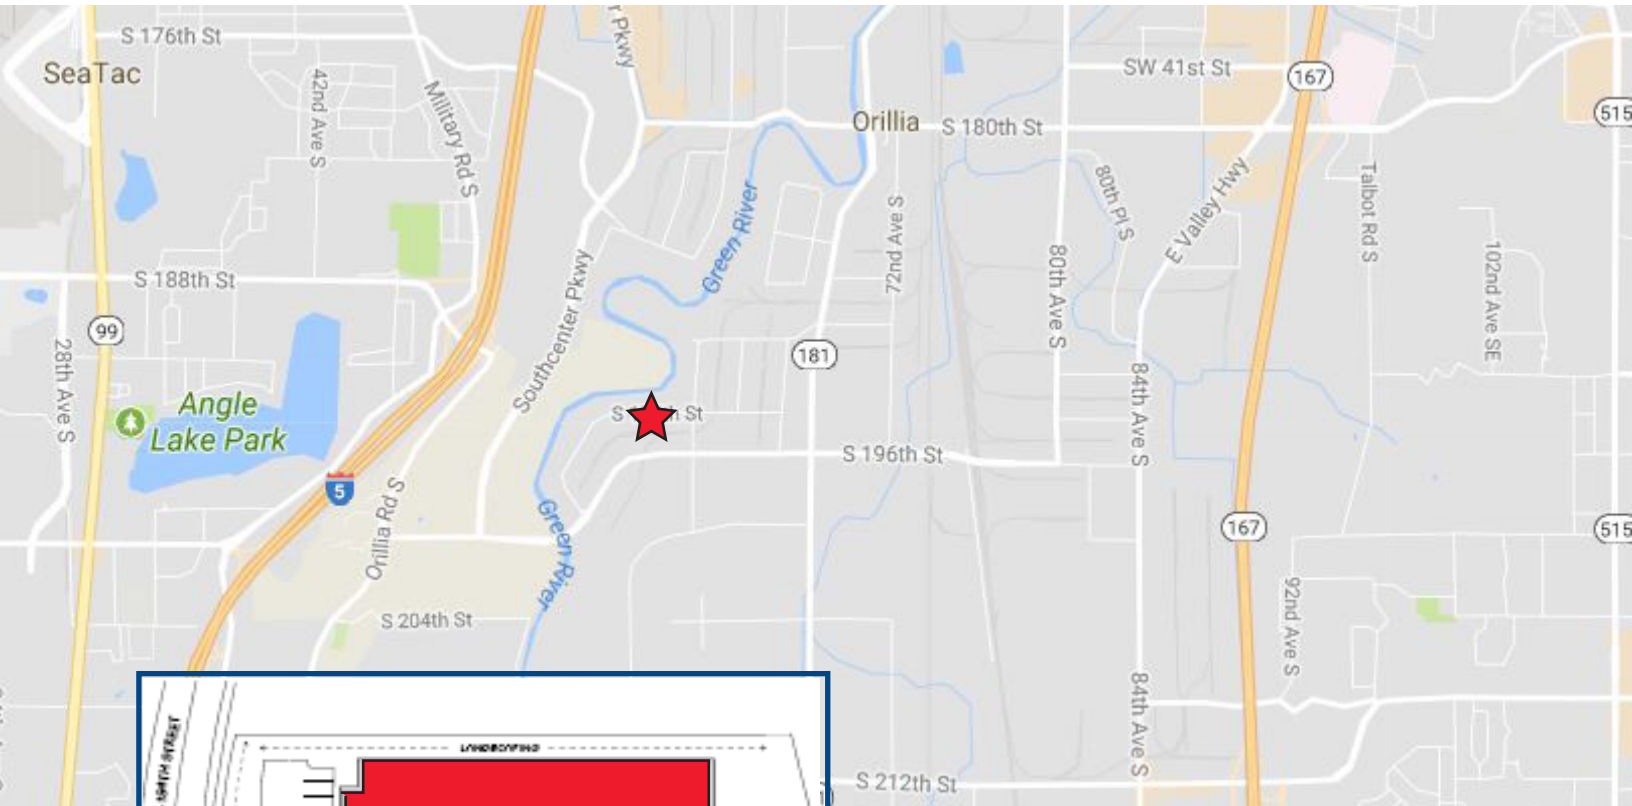 S 176th St
SeaTac
42nd Ave S
Military Rd S
r Pkwy
SW 41st St
167
515
Orillia
S 180th St
Green River
72nd Ave S
80th Pl S
80th Ave S
E Valley Hwy
Talbot Rd S
102nd Ave SE
S 188th St
Southcenter Pkwy
99
28th Ave S
181
84th Ave S
Angle
Lake Park
S
h St
S 196th St
5
Orillia Rd S
Green River
167
515
S 204th St
92nd Ave S
84th Ave S
S 212th St
STREET
LANDSCAPING